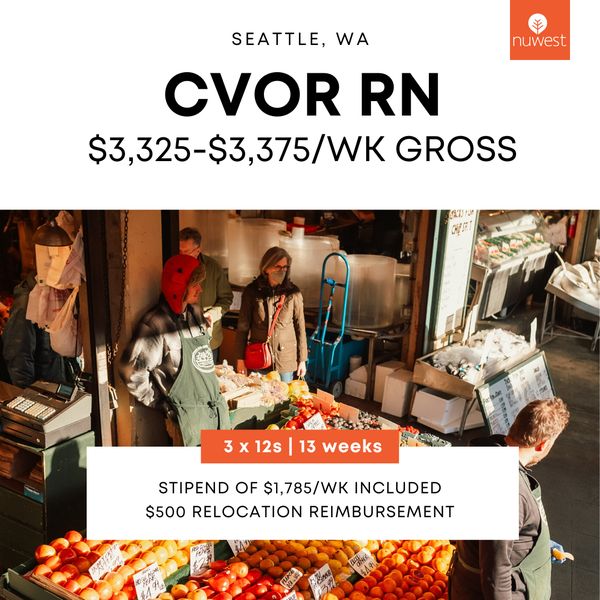 SEATTLE, WA
nuwest
CVOR RN
$3,325-$3,375/WK GROSS
3 x 12s | 13 weeks
STIPEND OF $1,785/WK INCLUDED
$500 RELOCATION REIMBURSEMENT